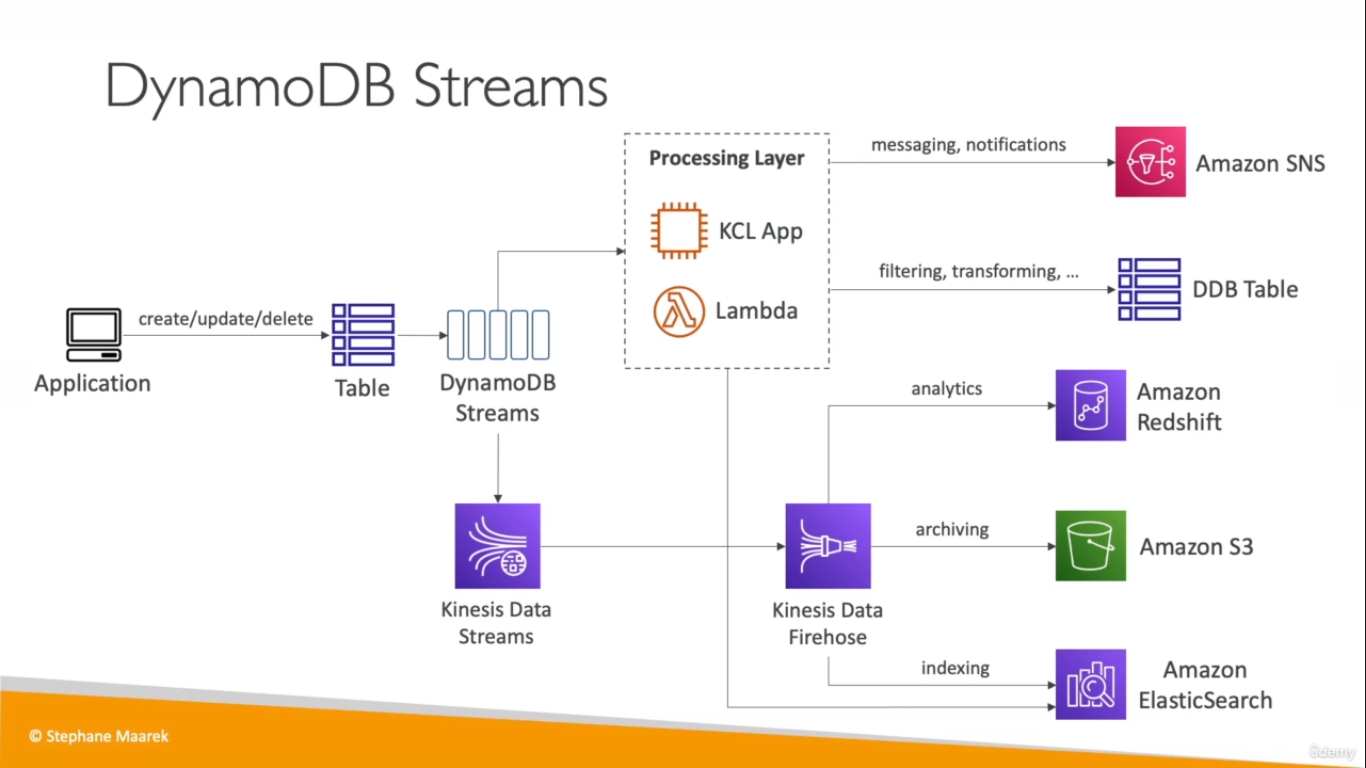 DynamoDB Streams
Processing Layer
KCL App
Lambda
messaging, notifications
Amazon SNS
filtering, transforming, ...
DDB Table
create/update/delete
Application
Table
DynamoDB
Streams
analytics
Amazon
Redshift
Kinesis Data
Streams
Kinesis Data
Firehose
archiving
Amazon S3
indexing
Amazon
ElasticSearch
© Stephane Maarek
ûdemy